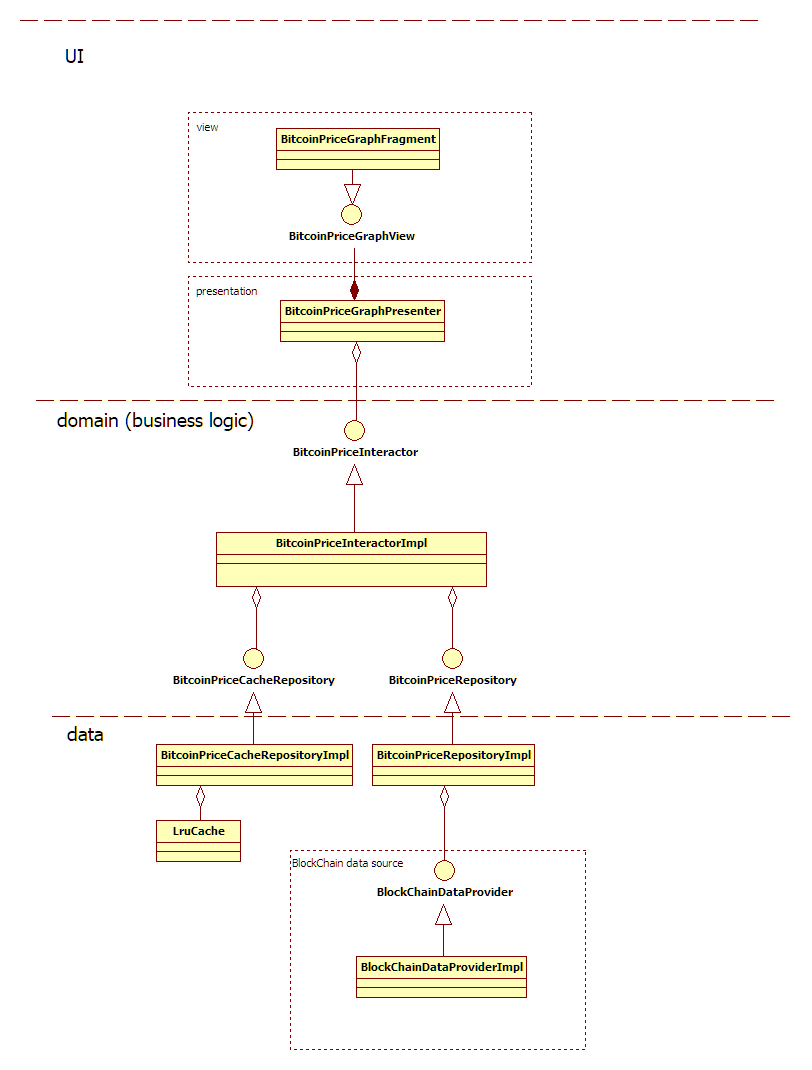 UI
view
BitcoinPriceGraphFragment
BitcoinPriceGraphView
presentation
BitcoinPriceGraphPresenter
domain (business logic)
BitcoinPriceInteractor
BitcoinPriceInteractorImpl
BitcoinPriceCacheRepository
BitcoinPriceRepository
data
BitcoinPriceCacheRepositoryImpl
BitcoinPriceRepositoryImpl
LruCache
BlockChain data source
BlockChainDataProvider
BlockChainDataProviderImpl